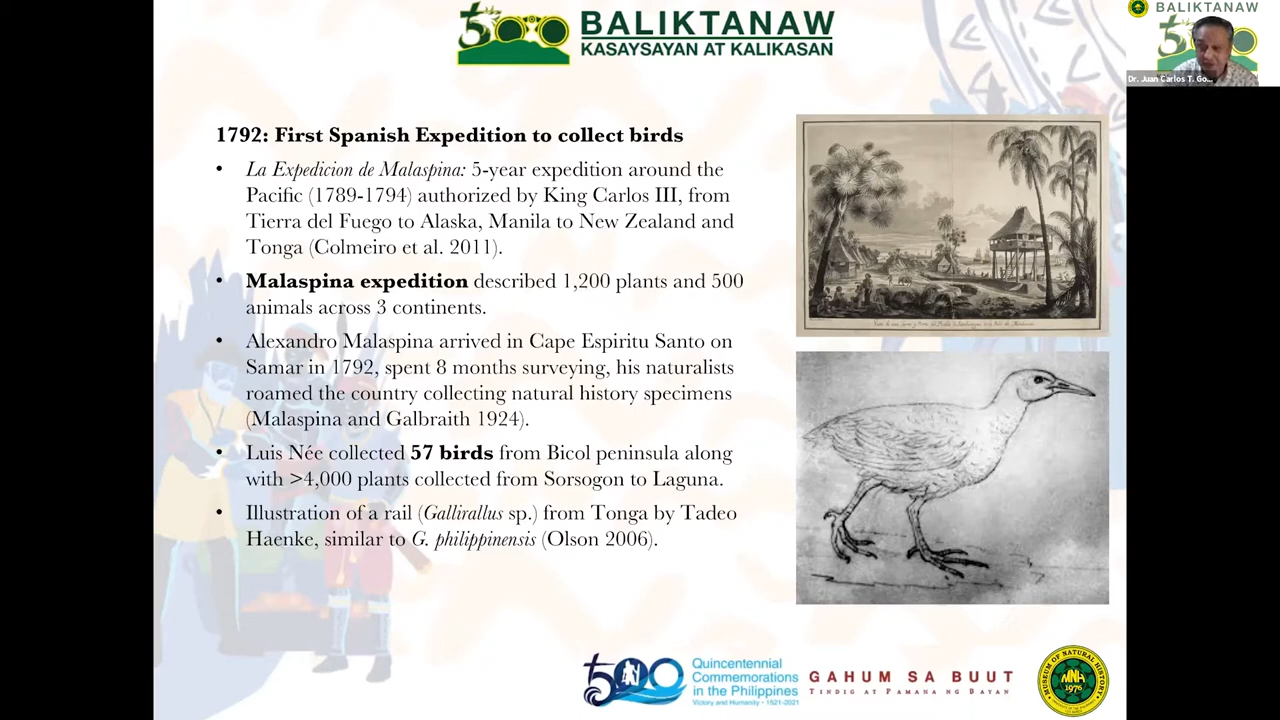 BALIKTANAW
KASAYSAYAN AT KALIKASAN
BALIKTANAW
Dr. Juan Carlos T. Go...
1792: First Spanish Expedition to collect birds
• La Expedicion de Malaspina: 5-year expedition around the
Pacific (1789-1794) authorized by King Carlos III, from
Tierra del Fuego to Alaska, Manila to New Zealand and
Tonga (Colmeiro et al. 2011).
• Malaspina expedition described 1,200 plants and 500
animals across 3 continents.
• Alexandro Malaspina arrived in Cape Espiritu Santo on
Samar in 1792, spent 8 months surveying, his naturalists
roamed the country collecting natural history specimens
(Malaspina and Galbraith 1924).
• Luis Née collected 57 birds from Bicol peninsula along
with >4,000 plants collected from Sorsogon to Laguna.
• Illustration of a rail (Gallirallus sp.) from Tonga by Tadeo
Haenke, similar to G. philippinensis (Olson 2006).
500
Quincentennial
Commemorations
in the Philippines
Victory and Humanity • 1521-2021
GAHUM SA BUUT
TINDIG AT PAMANA NG BAYAN
MUSEUM OF NATURAL HISTORY
MNH
1976